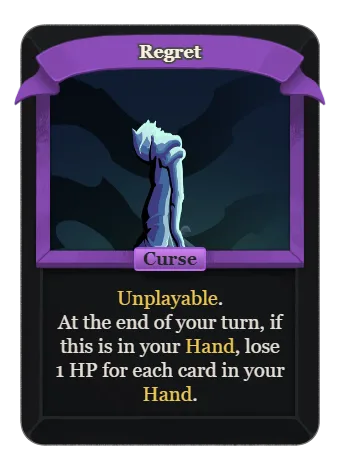 Regret
Curse
Unplayable.
At the end of your turn, if
this is in your Hand, lose
1 HP for each card in your
Hand.